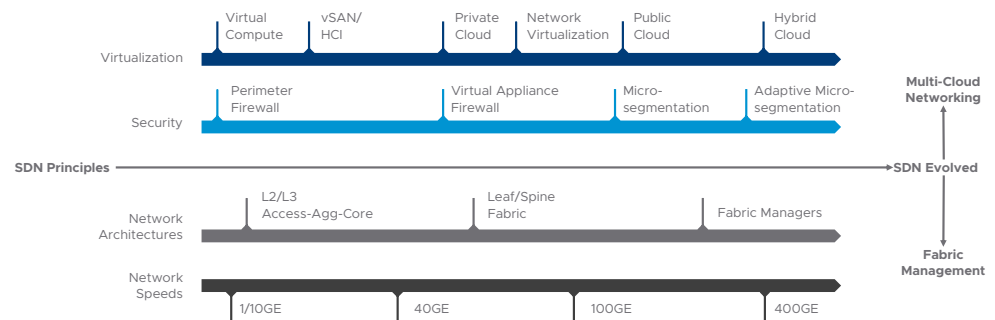 Virtual
Compute
vSAN/
HCI
Private
Cloud
Network
Virtualization
Public
Cloud
Hybrid
Cloud
Virtualization
Perimeter
Firewall
Virtual Appliance
Firewall
Micro-
segmentation
Adaptive Micro-
segmentation
Security
Multi-Cloud
Networking
SDN Principles
SDN Evolved
L2/L3
Access-Agg-Core
Leaf/Spine
Fabric
Fabric Managers
Network
Architectures
Fabric
Management
Network
Speeds
1/10GE
40GE
100GE
400GE